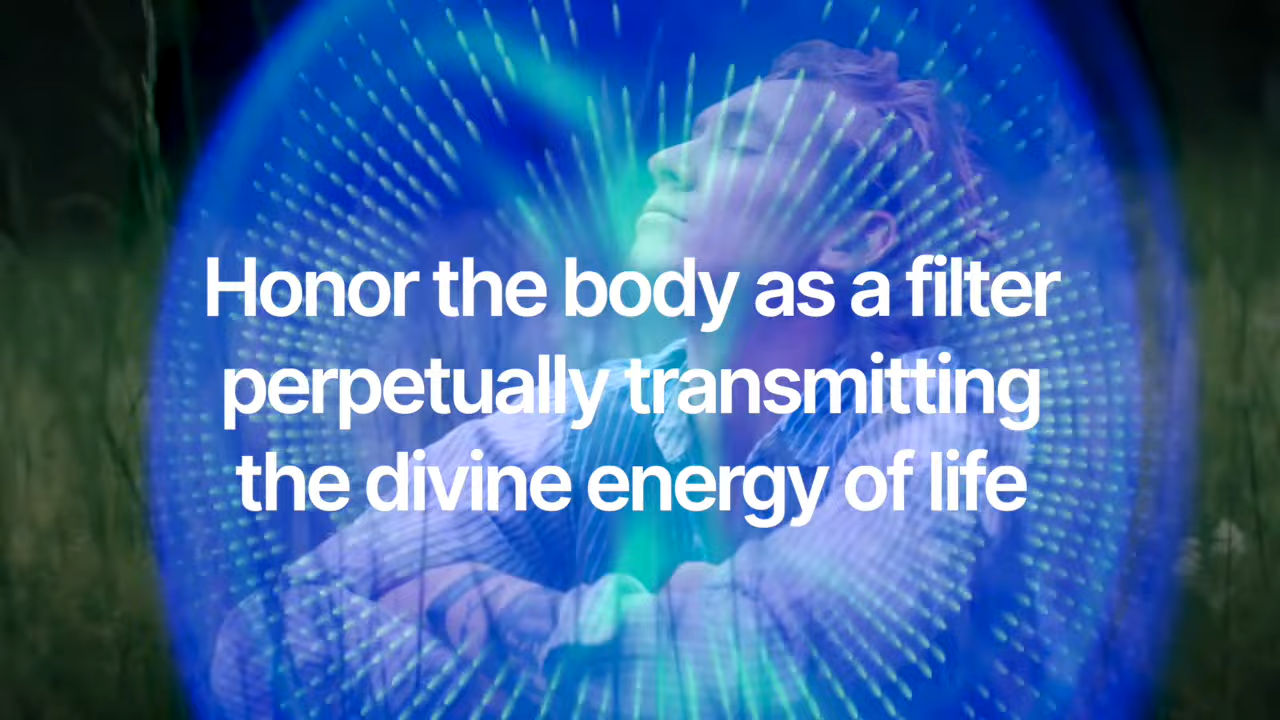 Honor the body as a filter
perpetually transmitting
the divine energy of life